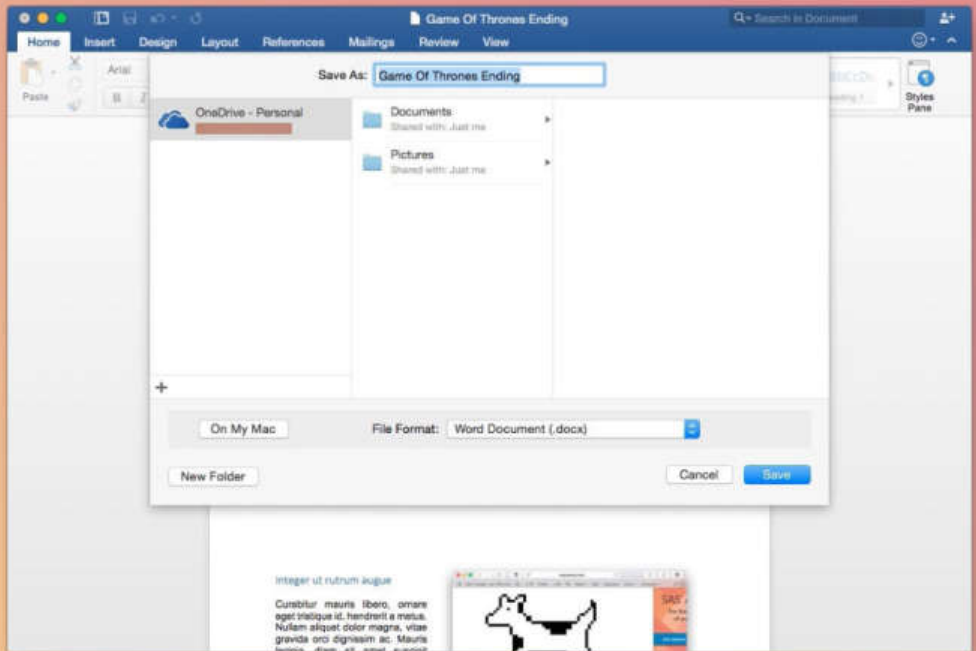 Game Of Thrones Ending
Search in Document
Home Insert Design Layout References Mailings Review View
Paste
Arial
B I
Styles
Pane
Save As: Game Of Thrones Ending
OneDrive - Personal
Documents
Shared with: Just me
Pictures
Shared with: Just me
+
On My Mac
File Format: Word Document (.docx)
New Folder
Cancel
Save
Integer ut rutrum augue
Curabitur mauris libero, ornare
eget tristique id, hendrerit a metus.
Nullam aliquet dolor magna, vitae
gravida orci dignissim ac. Mauris